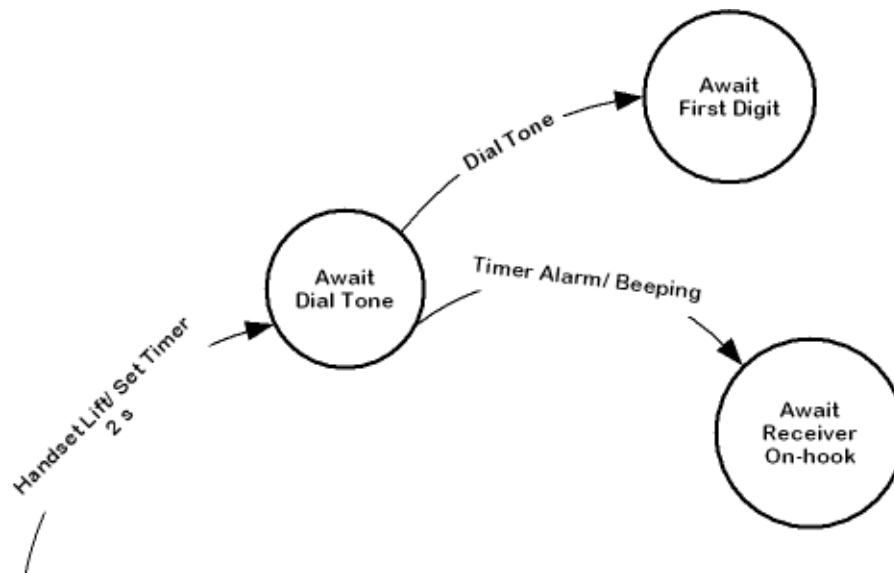 Await
First Digit
Dial Tone
Await
Dial Tone
Timer Alarm/ Beeping
Handset Lift/ Set Timer
2 s
Await
Receiver
On-hook